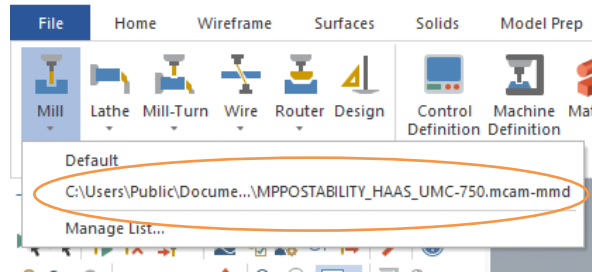 File Home Wireframe Surfaces Solids Model Prep
Mill Lathe Mill-Turn Wire Router Design Control Definition Machine Definition Mat
Default
C:\Users\Public\Docume...\MPPOSTABILITY_HAAS_UMC-750.mcam-mmd
Manage List...